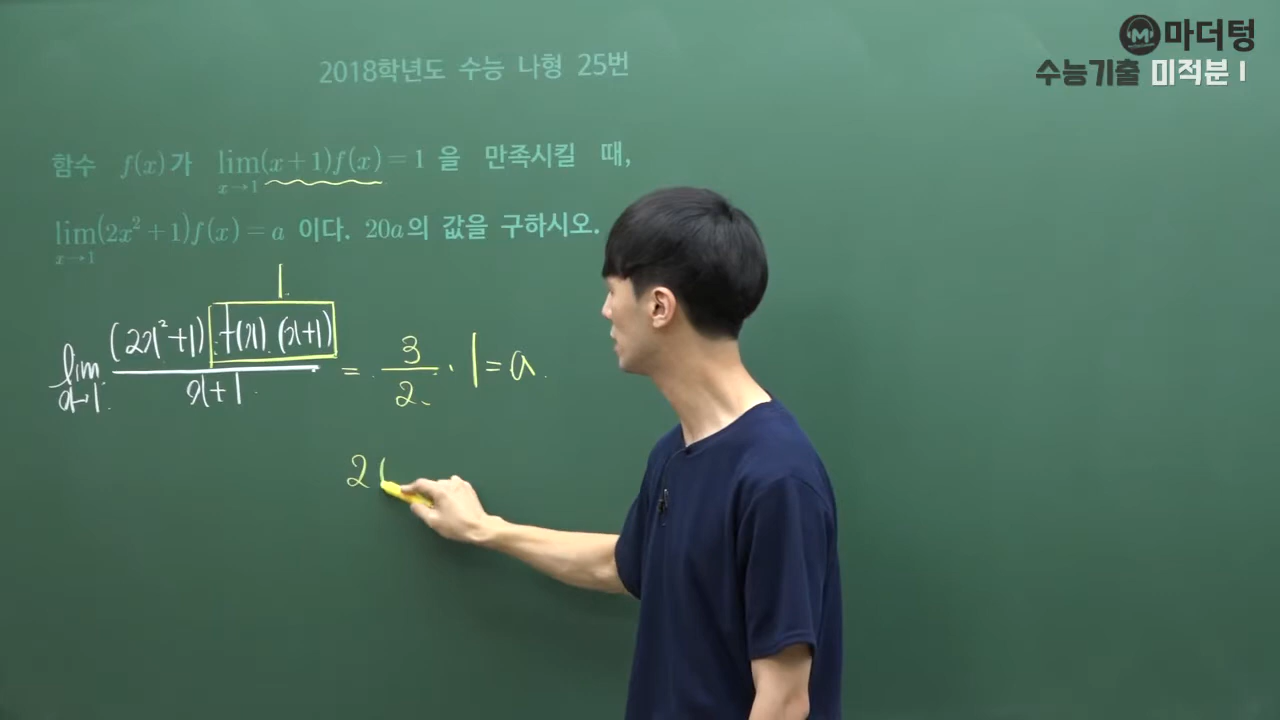 마더텅
수능기출 미적분 I
2018학년도 수능 나형 25번
함수 f(x)가 lim(x+1)f(x)=1 을 만족시킬 때,
x→1
lim(2x²+1)f(x)=a 이다. 20a의 값을 구하시오.
x→1
1
(2x²+1) f(x) (x+1)
lim = 3/2 · 1 = a
x→1
x+1
2